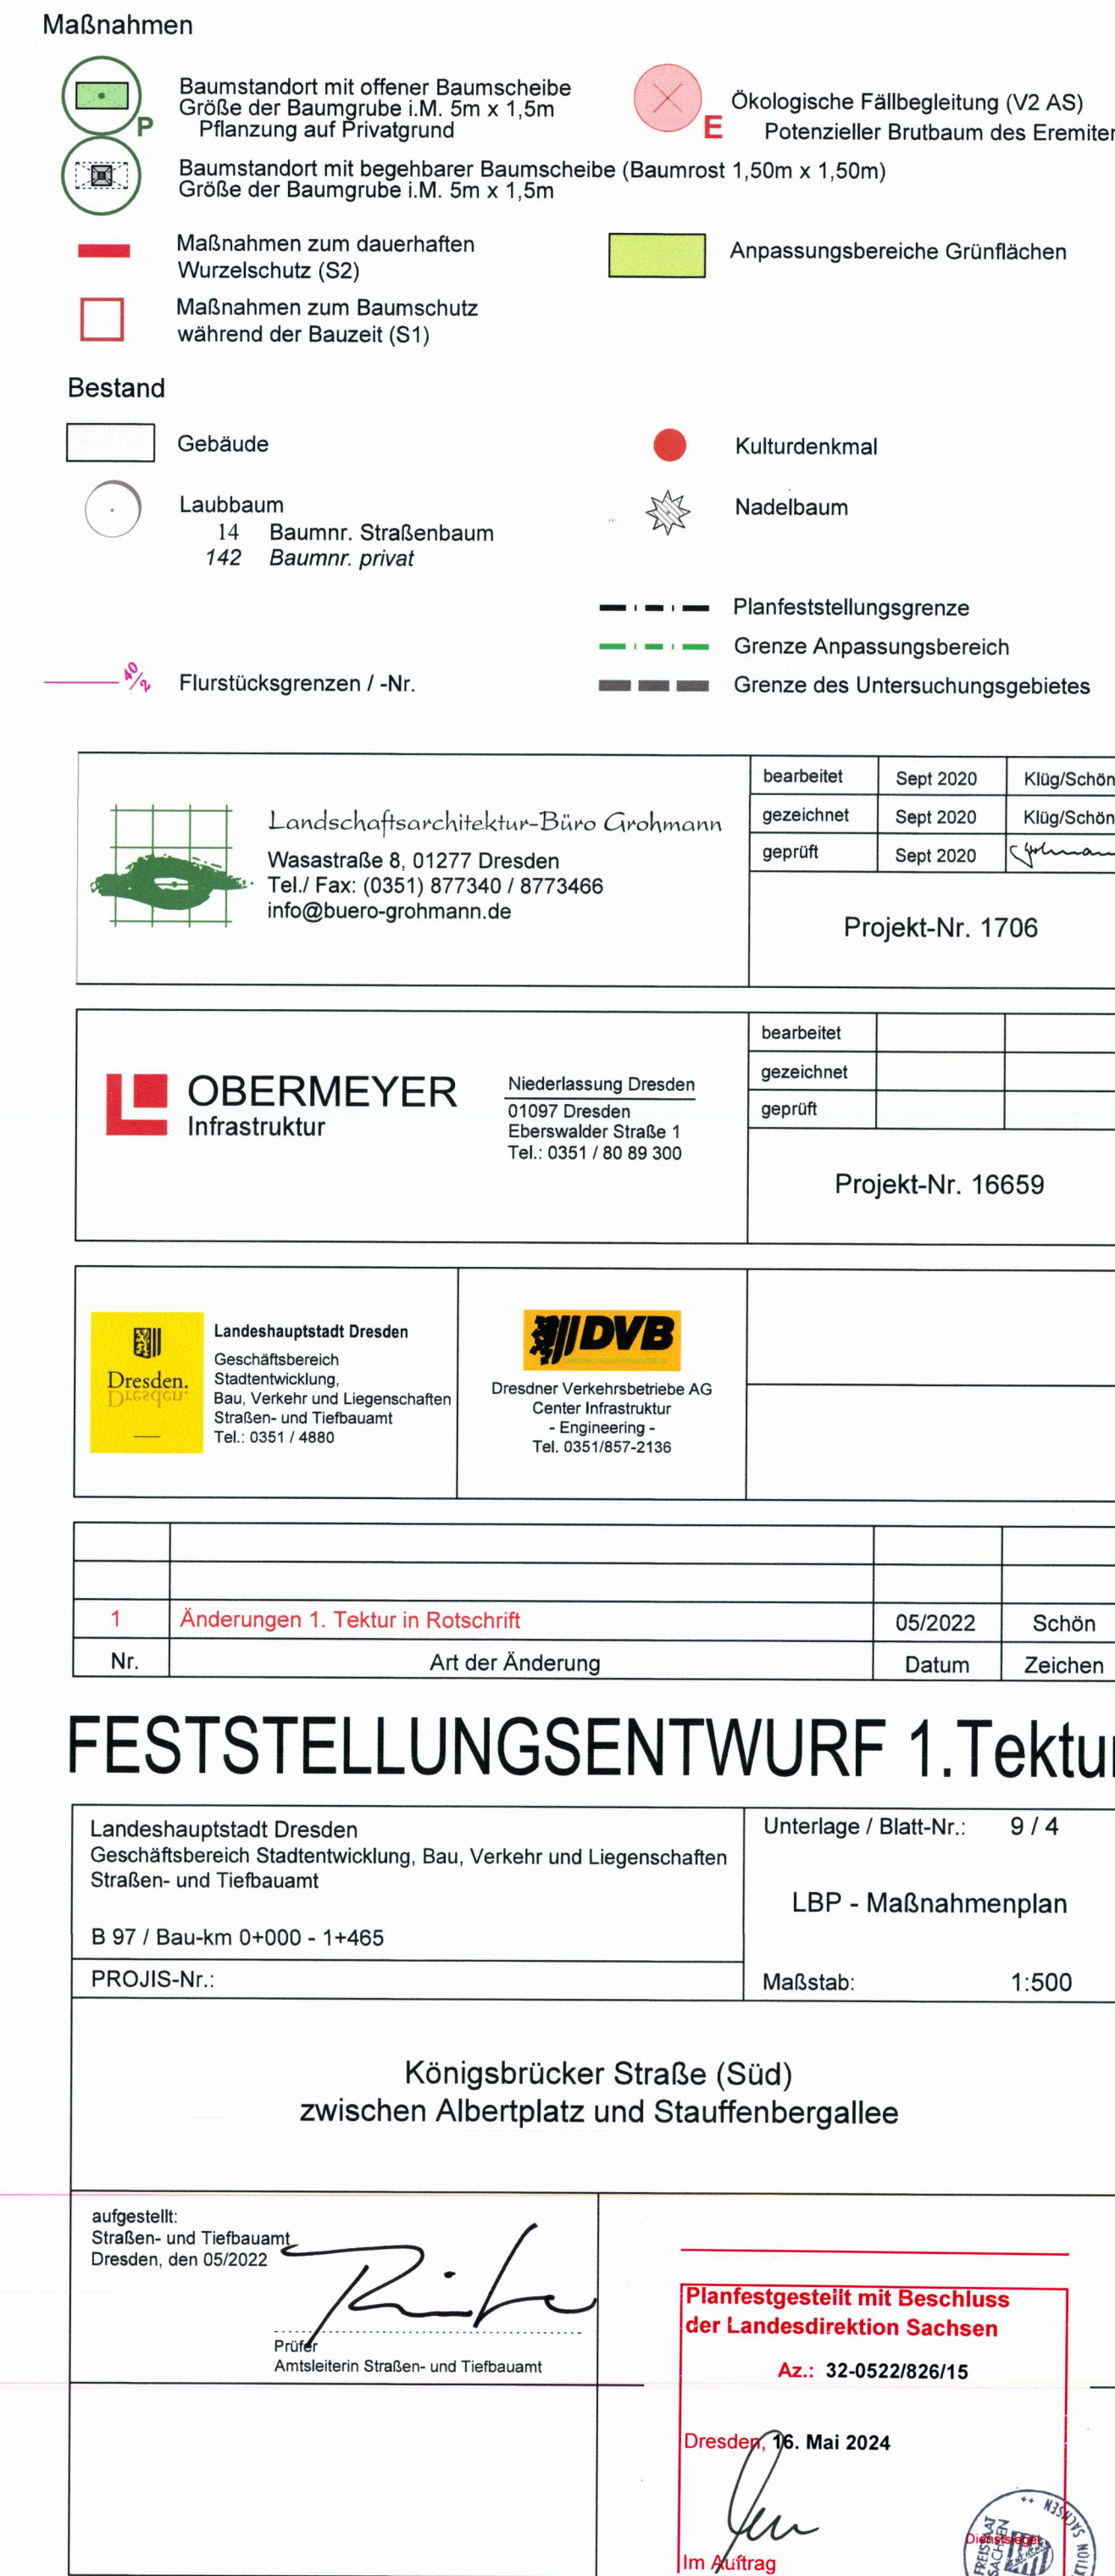 Maßnahmen
P
Baumstandort mit offener Baumscheibe
Größe der Baumgrube i.M. 5m x 1,5m
Pflanzung auf Privatgrund
E
Ökologische Fällbegleitung (V2 AS)
Potenzieller Brutbaum des Eremiten
Baumstandort mit begehbarer Baumscheibe (Baumrost 1,50m x 1,50m)
Größe der Baumgrube i.M. 5m x 1,5m
Maßnahmen zum dauerhaften
Wurzelschutz (S2)
Anpassungsbereiche Grünflächen
Maßnahmen zum Baumschutz
während der Bauzeit (S1)
Bestand
Gebäude
Kulturdenkmal
Laubbaum
14 Baumnr. Straßenbaum
142 Baumnr. privat
Nadelbaum
Planfeststellungsgrenze
Grenze Anpassungsbereich
40/2
Flurstücksgrenzen / -Nr.
Grenze des Untersuchungsgebietes
Landschaftsarchitektur-Büro Grohmann
Wasastraße 8, 01277 Dresden
Tel./ Fax: (0351) 877340 / 8773466
info@buero-grohmann.de
bearbeitet Sept 2020 Klüg/Schön
gezeichnet Sept 2020 Klüg/Schön
geprüft Sept 2020
Projekt-Nr. 1706
OBERMEYER
Infrastruktur
Niederlassung Dresden
01097 Dresden
Eberswalder Straße 1
Tel.: 0351 / 80 89 300
bearbeitet
gezeichnet
geprüft
Projekt-Nr. 16659
Dresden.
Dresden.
Landeshauptstadt Dresden
Geschäftsbereich
Stadtentwicklung,
Bau, Verkehr und Liegenschaften
Straßen- und Tiefbauamt
Tel.: 0351 / 4880
DVB
Dresdner Verkehrsbetriebe AG
Center Infrastruktur
- Engineering -
Tel. 0351/857-2136
1 Änderungen 1. Tektur in Rotschrift 05/2022 Schön
Nr. Art der Änderung Datum Zeichen
FESTSTELLUNGSENTWURF 1.Tektur
Landeshauptstadt Dresden
Geschäftsbereich Stadtentwicklung, Bau, Verkehr und Liegenschaften
Straßen- und Tiefbauamt
B 97 / Bau-km 0+000 - 1+465
PROJIS-Nr.:
Unterlage / Blatt-Nr.: 9 / 4
LBP - Maßnahmenplan
Maßstab: 1:500
Königsbrücker Straße (Süd)
zwischen Albertplatz und Stauffenbergallee
aufgestellt:
Straßen- und Tiefbauamt
Dresden, den 05/2022
Prüfer
Amtsleiterin Straßen- und Tiefbauamt
Planfestgestellt mit Beschluss
der Landesdirektion Sachsen
Az.: 32-0522/826/15
Dresden, 16. Mai 2024
Im Auftrag
Dienstsiegel
FREISTAAT
SACHSEN